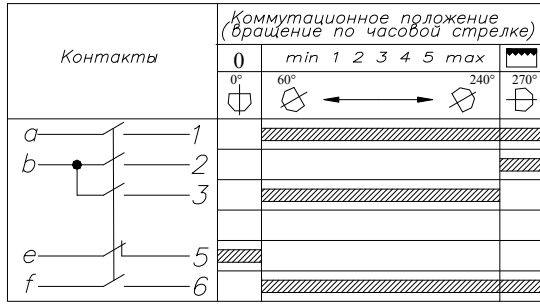 Коммутационное положение
(вращение по часовой стрелке)
Контакты
0 min 1 2 3 4 5 max
0° 60° 240° 270°
a 1
b 2
3
e 5
f 6